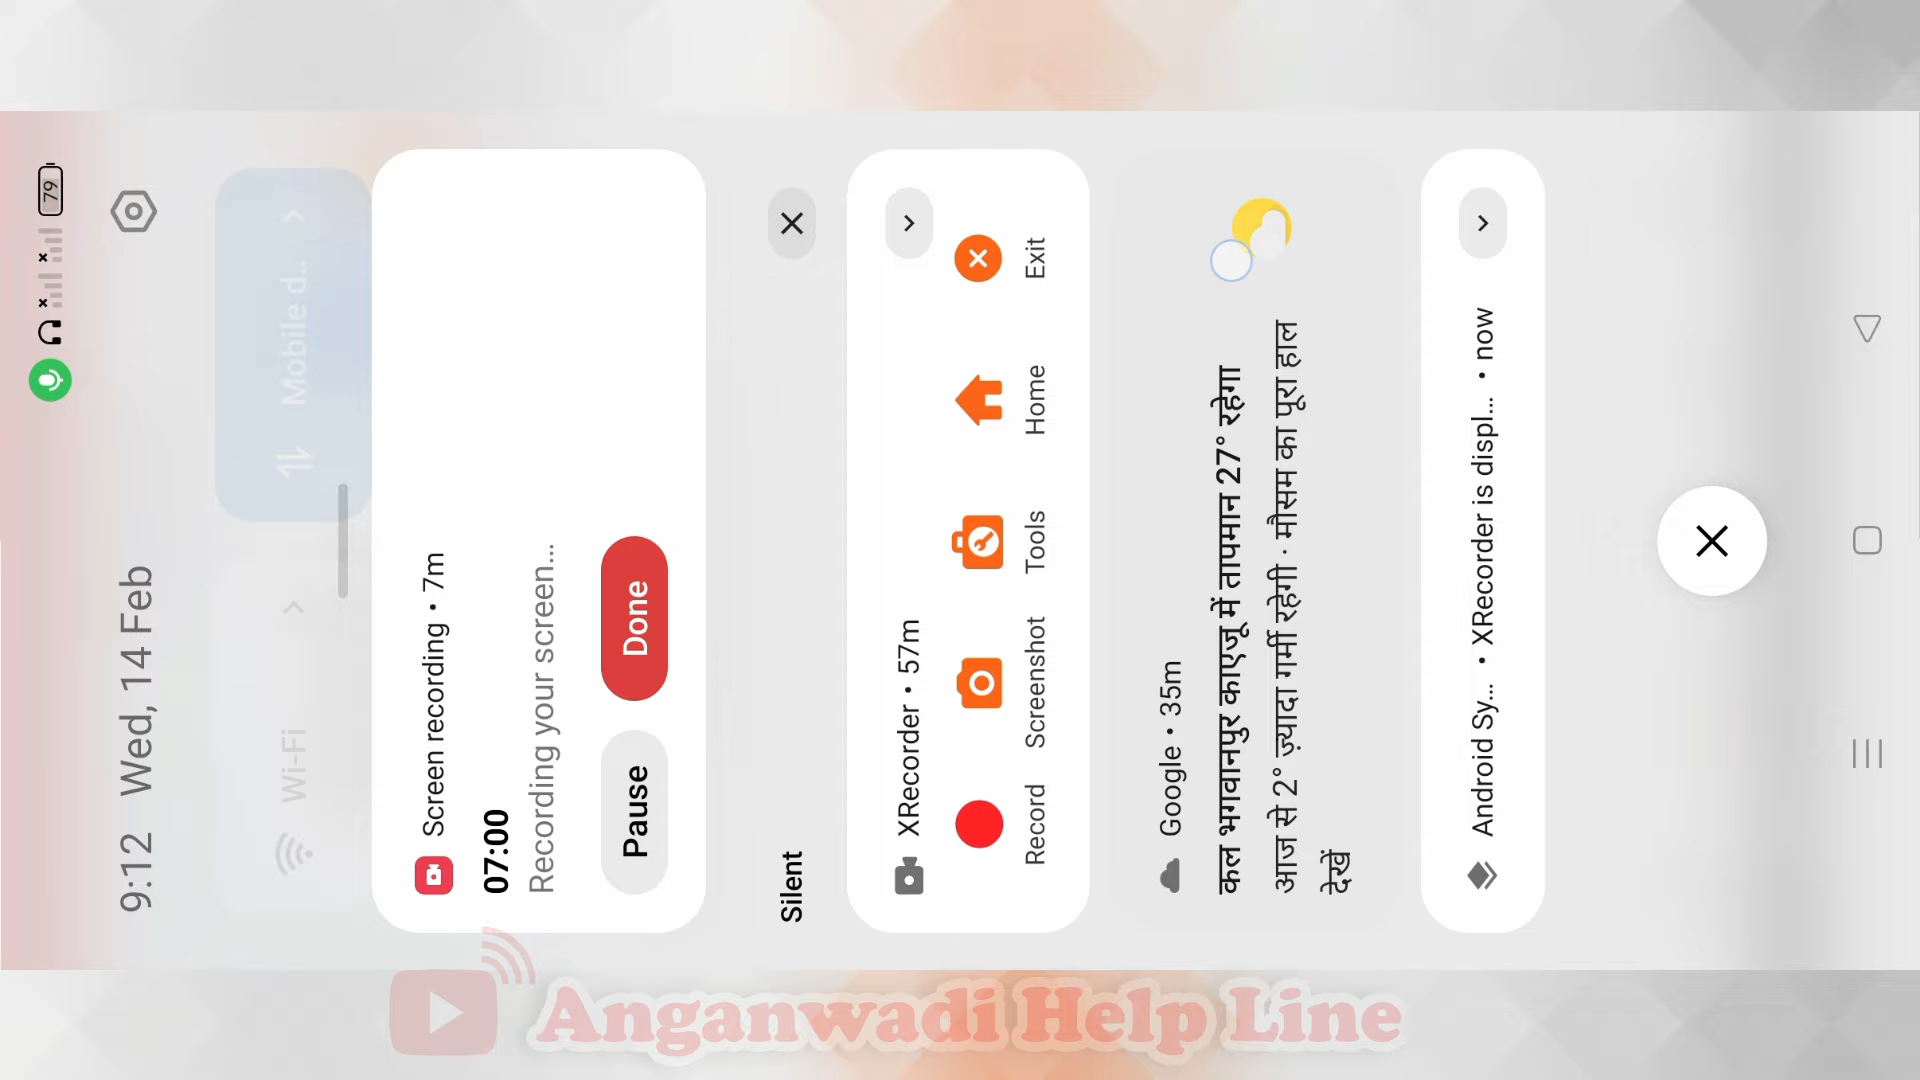 79
9:12 Wed, 14 Feb
Wi-Fi
Mobile d..
Screen recording • 7m
07:00
Recording your screen...
Pause
Done
Silent
XRecorder • 57m
Record
Screenshot
Tools
Home
Exit
Google • 35m
कल भगवानपुर काएजू में तापमान 27° रहेगा
आज से 2° ज़्यादा गर्मी रहेगी · मौसम का पूरा हाल
देखें
Android Sy... • XRecorder is displ... • now
Anganwadi Help Line